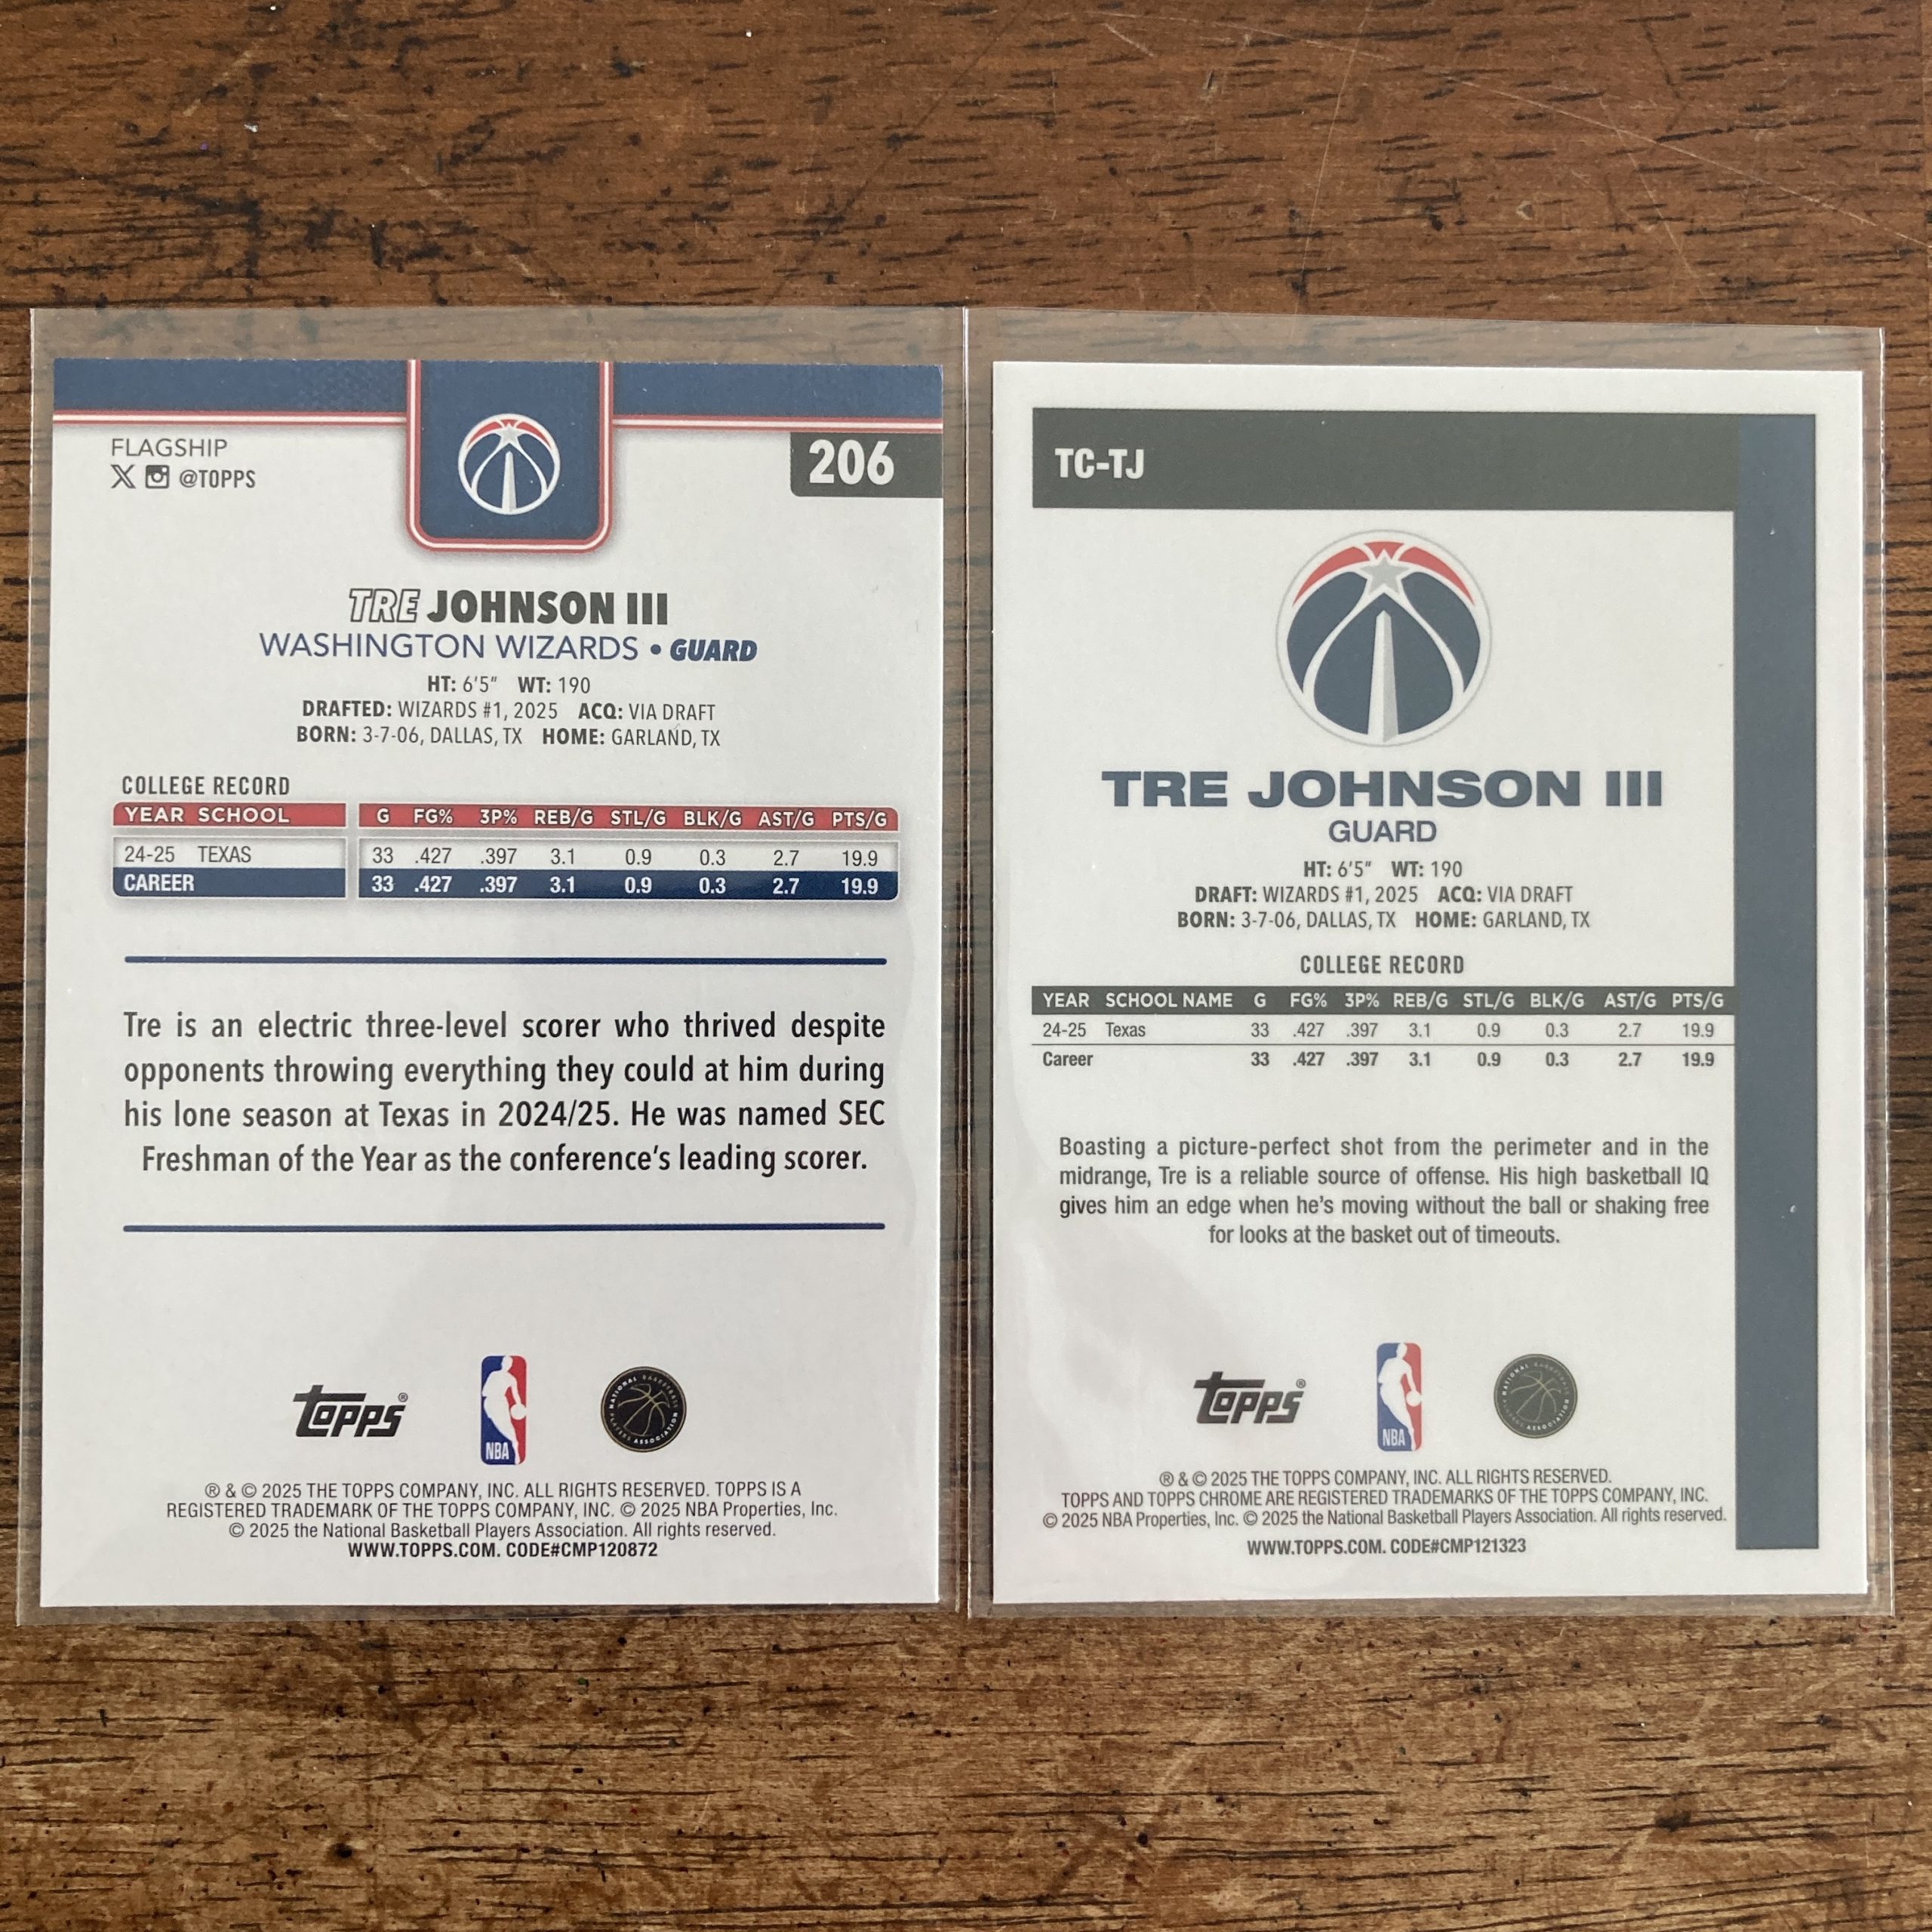 FLAGSHIP
@TOPPS
206
TRE JOHNSON III
WASHINGTON WIZARDS • GUARD
HT: 6'5" WT: 190
DRAFTED: WIZARDS #1, 2025 ACQ: VIA DRAFT
BORN: 3-7-06, DALLAS, TX HOME: GARLAND, TX
COLLEGE RECORD
YEAR SCHOOL G FG% 3P% REB/G STL/G BLK/G AST/G PTS/G
24-25 TEXAS 33 .427 .397 3.1 0.9 0.3 2.7 19.9
CAREER 33 .427 .397 3.1 0.9 0.3 2.7 19.9
Tre is an electric three-level scorer who thrived despite
opponents throwing everything they could at him during
his lone season at Texas in 2024/25. He was named SEC
Freshman of the Year as the conference's leading scorer.
Topps®
NBA
NATIONAL BASKETBALL PLAYERS ASSOCIATION
® & © 2025 THE TOPPS COMPANY, INC. ALL RIGHTS RESERVED. TOPPS IS A
REGISTERED TRADEMARK OF THE TOPPS COMPANY, INC. © 2025 NBA Properties, Inc.
© 2025 the National Basketball Players Association. All rights reserved.
WWW.TOPPS.COM. CODE#CMP120872
TC-TJ
TRE JOHNSON III
GUARD
HT: 6'5" WT: 190
DRAFT: WIZARDS #1, 2025 ACQ: VIA DRAFT
BORN: 3-7-06, DALLAS, TX HOME: GARLAND, TX
COLLEGE RECORD
YEAR SCHOOL NAME G FG% 3P% REB/G STL/G BLK/G AST/G PTS/G
24-25 Texas 33 .427 .397 3.1 0.9 0.3 2.7 19.9
Career 33 .427 .397 3.1 0.9 0.3 2.7 19.9
Boasting a picture-perfect shot from the perimeter and in the
midrange, Tre is a reliable source of offense. His high basketball IQ
gives him an edge when he's moving without the ball or shaking free
for looks at the basket out of timeouts.
Topps®
NBA
NATIONAL BASKETBALL PLAYERS ASSOCIATION
® & © 2025 THE TOPPS COMPANY, INC. ALL RIGHTS RESERVED.
TOPPS AND TOPPS CHROME ARE REGISTERED TRADEMARKS OF THE TOPPS COMPANY, INC.
© 2025 NBA Properties, Inc. © 2025 the National Basketball Players Association. All rights reserved.
WWW.TOPPS.COM. CODE#CMP121323